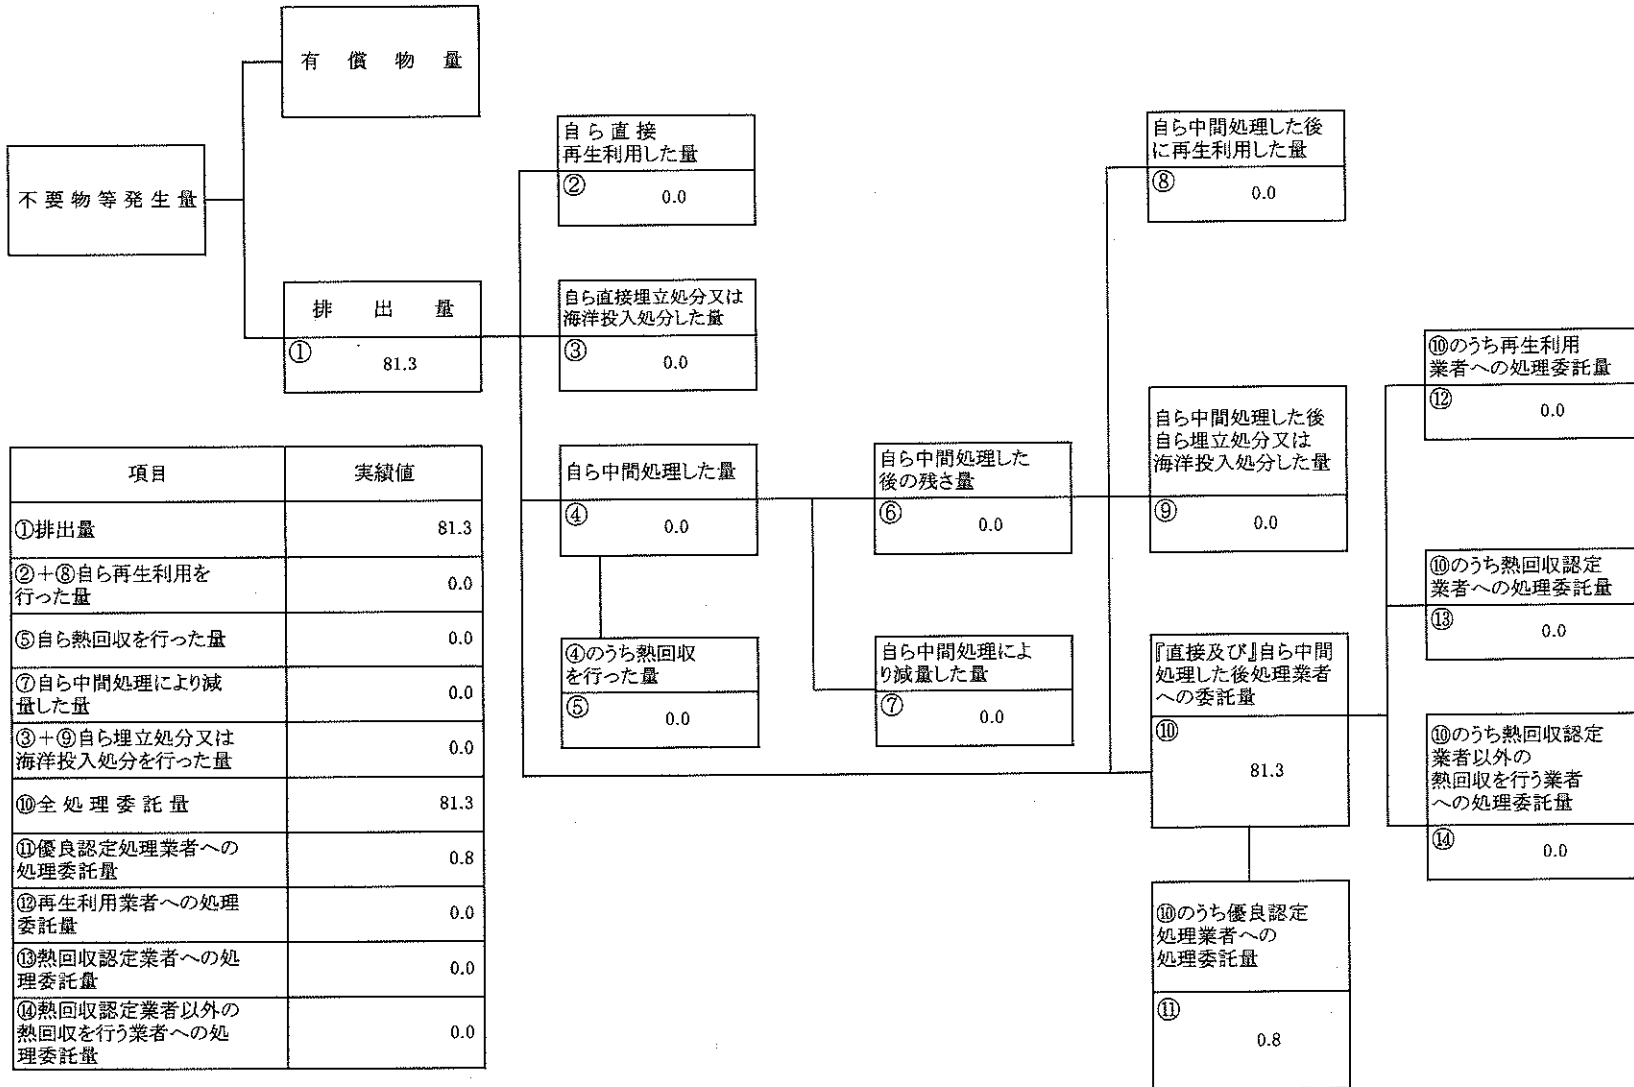 有償物量
不要物等発生量
排出量
①
81.3
自ら直接
再生利用した量
②
0.0
自ら直接埋立処分又は
海洋投入処分した量
③
0.0
自ら中間処理した量
④
0.0
④のうち熱回収
を行った量
⑤
0.0
自ら中間処理した
後の残さ量
⑥
0.0
自ら中間処理によ
り減量した量
⑦
0.0
自ら中間処理した後
に再生利用した量
⑧
0.0
自ら中間処理した後
自ら埋立処分又は
海洋投入処分した量
⑨
0.0
『直接及び』自ら中間
処理した後処理業者
への委託量
⑩
81.3
⑩のうち優良認定
処理業者への
処理委託量
⑪
0.8
⑩のうち再生利用
業者への処理委託量
⑫
0.0
⑩のうち熱回収認定
業者への処理委託量
⑬
0.0
⑩のうち熱回収認定
業者以外の
熱回収を行う業者
への処理委託量
⑭
0.0
項目 実績値
①排出量 81.3
②+⑧自ら再生利用を
行った量 0.0
⑤自ら熱回収を行った量 0.0
⑦自ら中間処理により減
量した量 0.0
③+⑨自ら埋立処分又は
海洋投入処分を行った量 0.0
⑩全処理委託量 81.3
⑪優良認定処理業者への
処理委託量 0.8
⑫再生利用業者への処理
委託量 0.0
⑬熱回収認定業者への処
理委託量 0.0
⑭熱回収認定業者以外の
熱回収を行う業者への処
理委託量 0.0